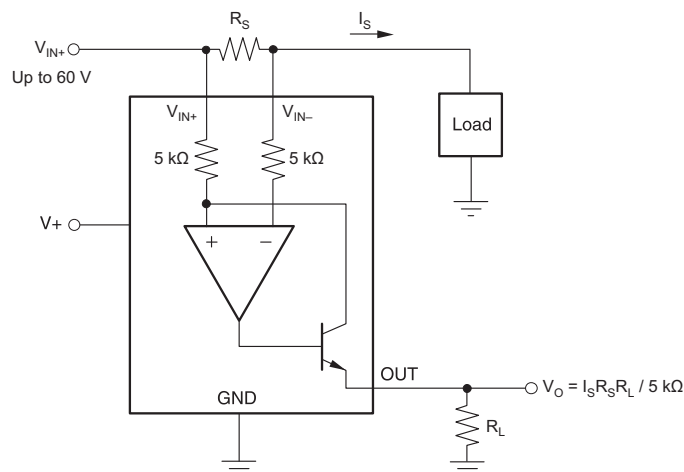 R_S
I_S
V_IN+
Up to 60 V
V_IN+
V_IN–
5 kΩ
5 kΩ
Load
V+
+
–
OUT
V_O = I_S R_S R_L / 5 kΩ
GND
R_L